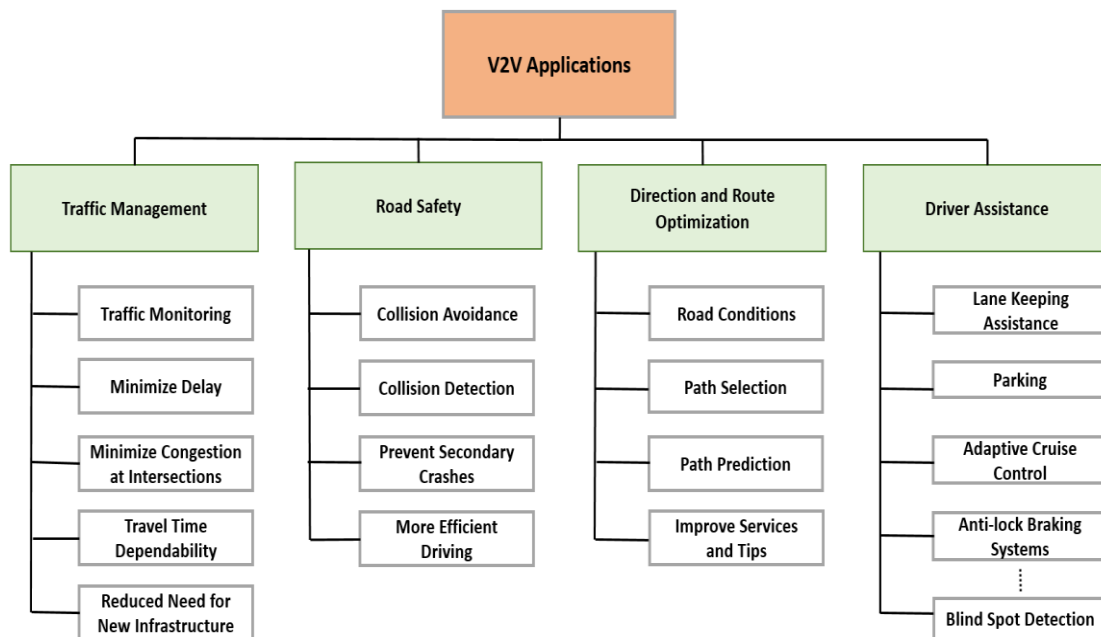 V2V Applications
Traffic Management
Road Safety
Direction and Route
Optimization
Driver Assistance
Traffic Monitoring
Minimize Delay
Minimize Congestion
at Intersections
Travel Time
Dependability
Reduced Need for
New Infrastructure
Collision Avoidance
Collision Detection
Prevent Secondary
Crashes
More Efficient
Driving
Road Conditions
Path Selection
Path Prediction
Improve Services
and Tips
Lane Keeping
Assistance
Parking
Adaptive Cruise
Control
Anti-lock Braking
Systems
Blind Spot Detection